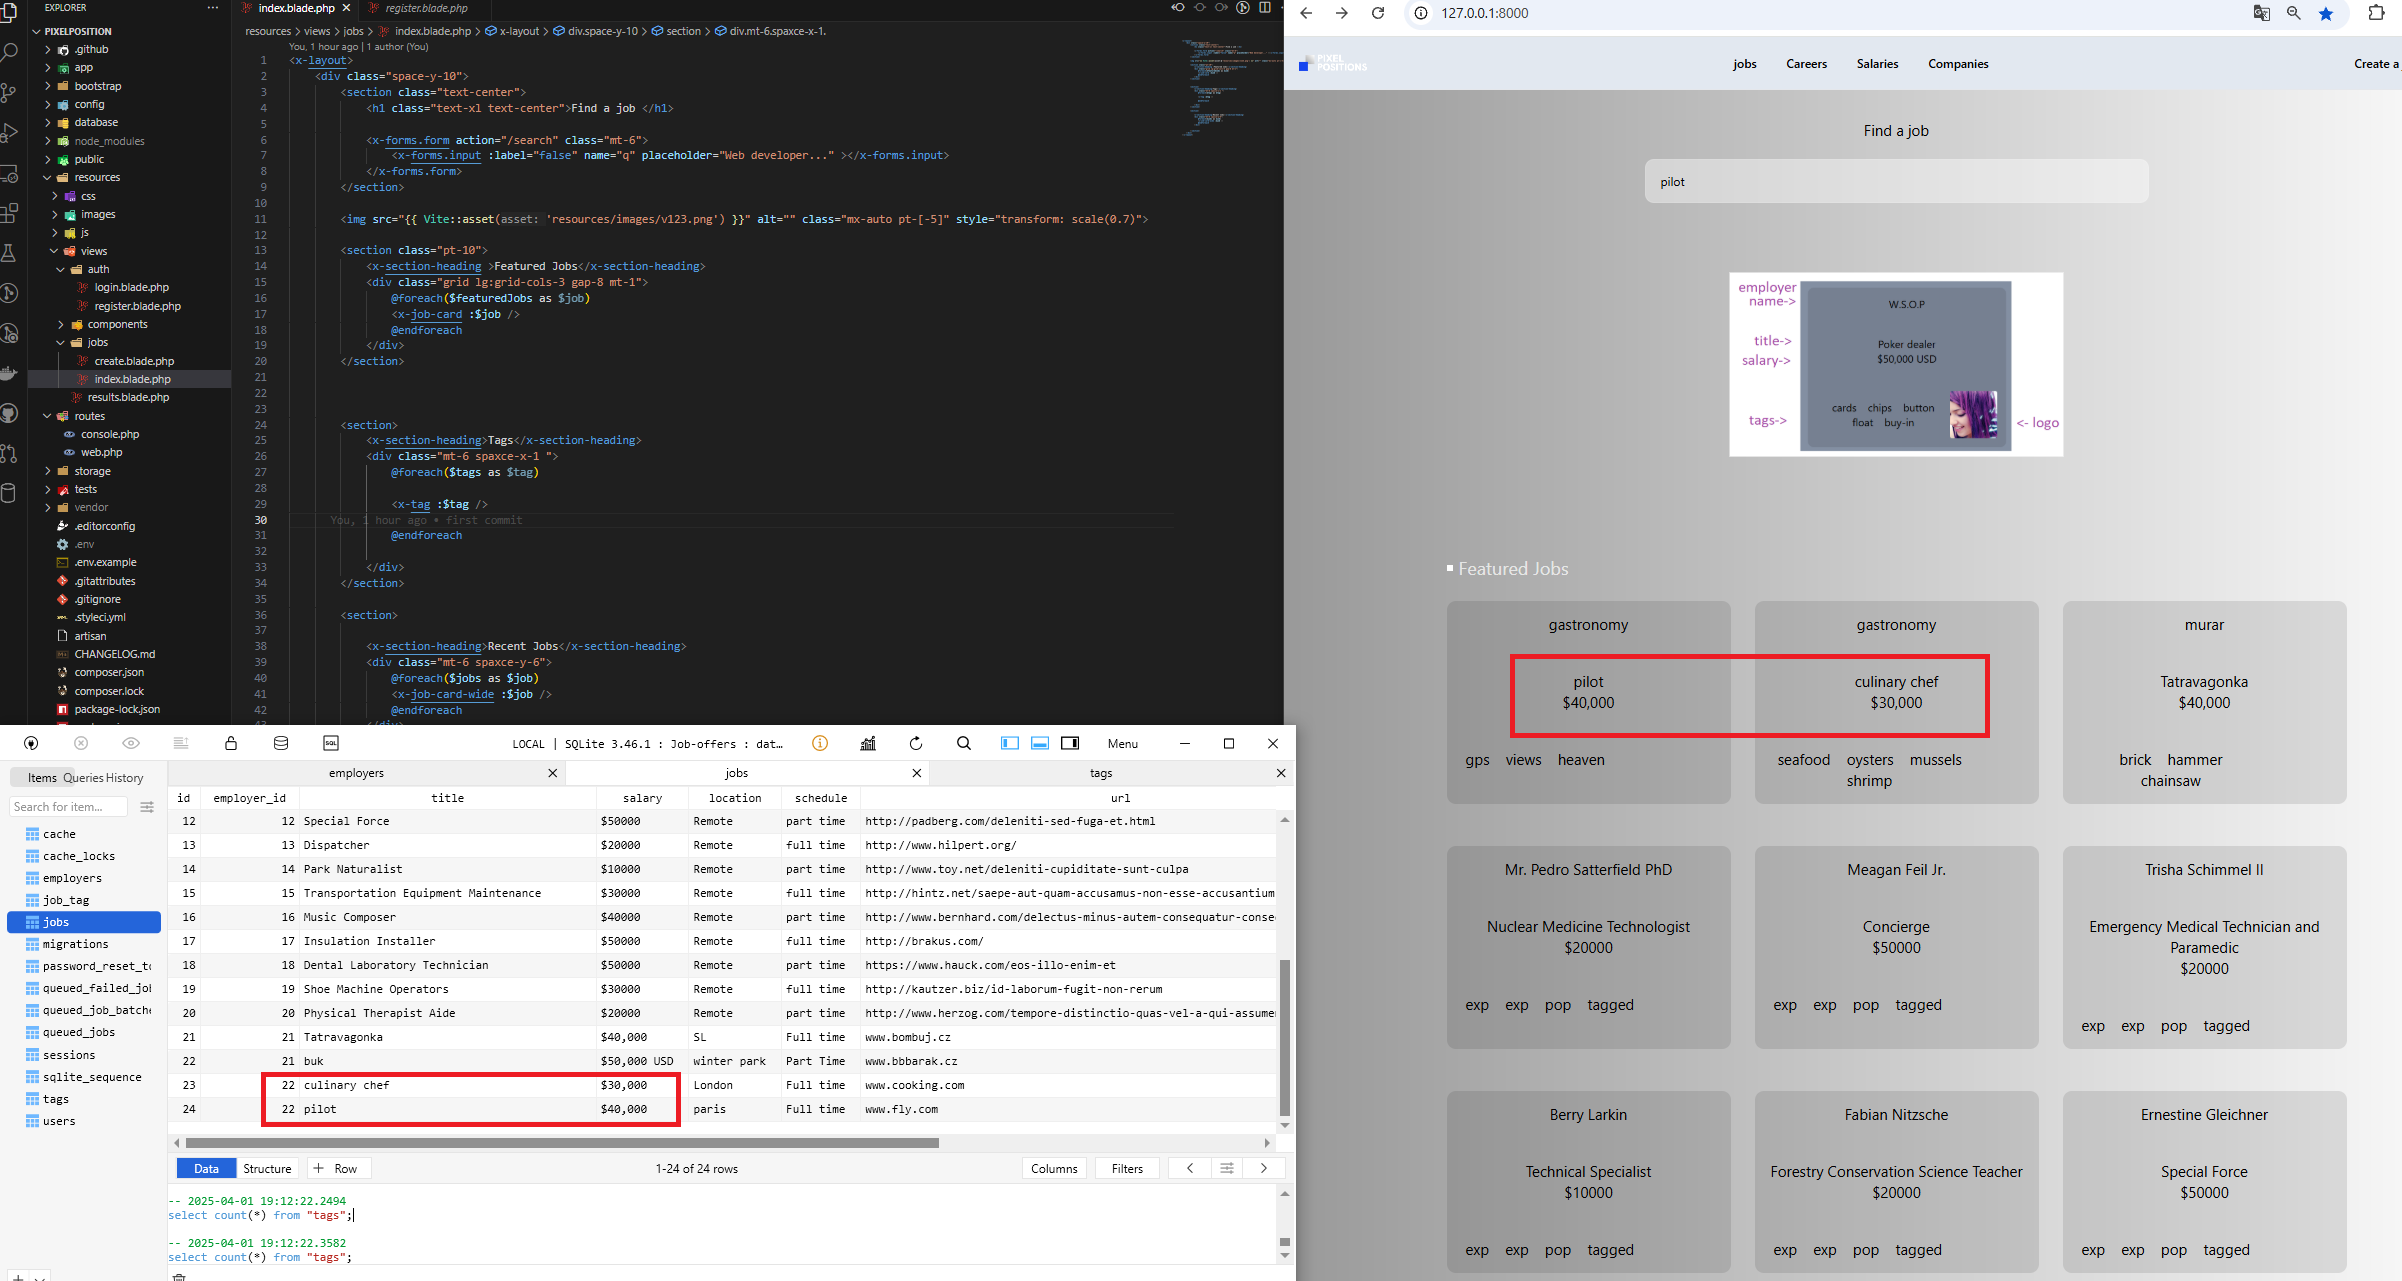 EXPLORER
PIXELPOSITION
.github
app
bootstrap
config
database
node_modules
public
resources
css
images
js
views
auth
login.blade.php
register.blade.php
components
jobs
create.blade.php
index.blade.php
results.blade.php
routes
console.php
web.php
storage
tests
vendor
.editorconfig
.env
.env.example
.gitattributes
.gitignore
.styleci.yml
artisan
CHANGELOG.md
composer.json
composer.lock
package-lock.json
index.blade.php register.blade.php
resources > views > jobs > index.blade.php > x-layout > div.space-y-10 > section > div.mt-6.spaxce-x-1.
You, 1 hour ago | 1 author (You)
1 <x-layout>
2 <div class="space-y-10">
3 <section class="text-center">
4 <h1 class="text-xl text-center">Find a job </h1>
5
6 <x-forms.form action="/search" class="mt-6">
7 <x-forms.input :label="false" name="q" placeholder="Web developer..." ></x-forms.input>
8 </x-forms.form>
9 </section>
10
11 <img src="{{ Vite::asset(asset: 'resources/images/v123.png') }}" alt="" class="mx-auto pt-[-5]" style="transform: scale(0.7)">
12
13 <section class="pt-10">
14 <x-section-heading >Featured Jobs</x-section-heading>
15 <div class="grid lg:grid-cols-3 gap-8 mt-1">
16 @foreach($featuredJobs as $job)
17 <x-job-card :$job />
18 @endforeach
19 </div>
20 </section>
21
22
23
24 <section>
25 <x-section-heading>Tags</x-section-heading>
26 <div class="mt-6 spaxce-x-1 ">
27 @foreach($tags as $tag)
28
29 <x-tag :$tag />
30 You, 1 hour ago • first commit
31 @endforeach
32
33 </div>
34 </section>
35
36 <section>
37
38 <x-section-heading>Recent Jobs</x-section-heading>
39 <div class="mt-6 spaxce-y-6">
40 @foreach($jobs as $job)
41 <x-job-card-wide :$job />
42 @endforeach
LOCAL | SQLite 3.46.1 : Job-offers : dat... Menu
Items Queries History
Search for item...
cache
cache_locks
employers
job_tag
jobs
migrations
password_reset_to
queued_failed_jol
queued_job_batche
queued_jobs
sessions
sqlite_sequence
tags
users
employers jobs tags
id employer_id title salary location schedule url
12 12 Special Force $50000 Remote part time http://padberg.com/deleniti-sed-fuga-et.html
13 13 Dispatcher $20000 Remote full time http://www.hilpert.org/
14 14 Park Naturalist $10000 Remote part time http://www.toy.net/deleniti-cupiditate-sunt-culpa
15 15 Transportation Equipment Maintenance $30000 Remote full time http://hintz.net/saepe-aut-quam-accusamus-non-esse-accusantium
16 16 Music Composer $40000 Remote part time http://www.bernhard.com/delectus-minus-autem-consequatur-conse
17 17 Insulation Installer $50000 Remote full time http://brakus.com/
18 18 Dental Laboratory Technician $50000 Remote part time https://www.hauck.com/eos-illo-enim-et
19 19 Shoe Machine Operators $30000 Remote full time http://kautzer.biz/id-laborum-fugit-non-rerum
20 20 Physical Therapist Aide $20000 Remote part time http://www.herzog.com/tempore-distinctio-quas-vel-a-qui-assume
21 21 Tatravagonka $40,000 SL Full time www.bombuj.cz
22 21 buk $50,000 USD winter park Part Time www.bbbarak.cz
23 22 culinary chef $30,000 London Full time www.cooking.com
24 22 pilot $40,000 paris Full time www.fly.com
Data Structure + Row 1-24 of 24 rows Columns Filters
-- 2025-04-01 19:12:22.2494
select count(*) from "tags";
-- 2025-04-01 19:12:22.3582
select count(*) from "tags";
127.0.0.1:8000
PIXEL
POSITIONS
jobs Careers Salaries Companies Create a
Find a job
pilot
employer
name->
W.S.O.P
title-> Poker dealer
salary-> $50,000 USD
cards chips button
tags-> float buy-in
<- logo
Featured Jobs
gastronomy
pilot
$40,000
gps views heaven
gastronomy
culinary chef
$30,000
seafood oysters mussels
shrimp
murar
Tatravagonka
$40,000
brick hammer
chainsaw
Mr. Pedro Satterfield PhD
Nuclear Medicine Technologist
$20000
exp exp pop tagged
Meagan Feil Jr.
Concierge
$50000
exp exp pop tagged
Trisha Schimmel II
Emergency Medical Technician and
Paramedic
$20000
exp exp pop tagged
Berry Larkin
Technical Specialist
$10000
exp exp pop tagged
Fabian Nitzsche
Forestry Conservation Science Teacher
$20000
exp exp pop tagged
Ernestine Gleichner
Special Force
$50000
exp exp pop tagged